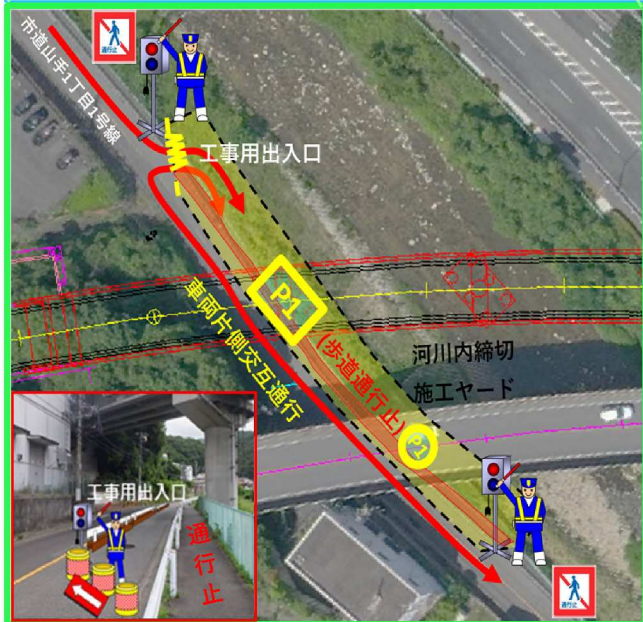 通行止
市道山手1丁目1号線
工事用出入口
P1
車両片側交互通行
(歩道通行止)
河川内締切
施工ヤード
P1
工事用出入口
通行止
通行止